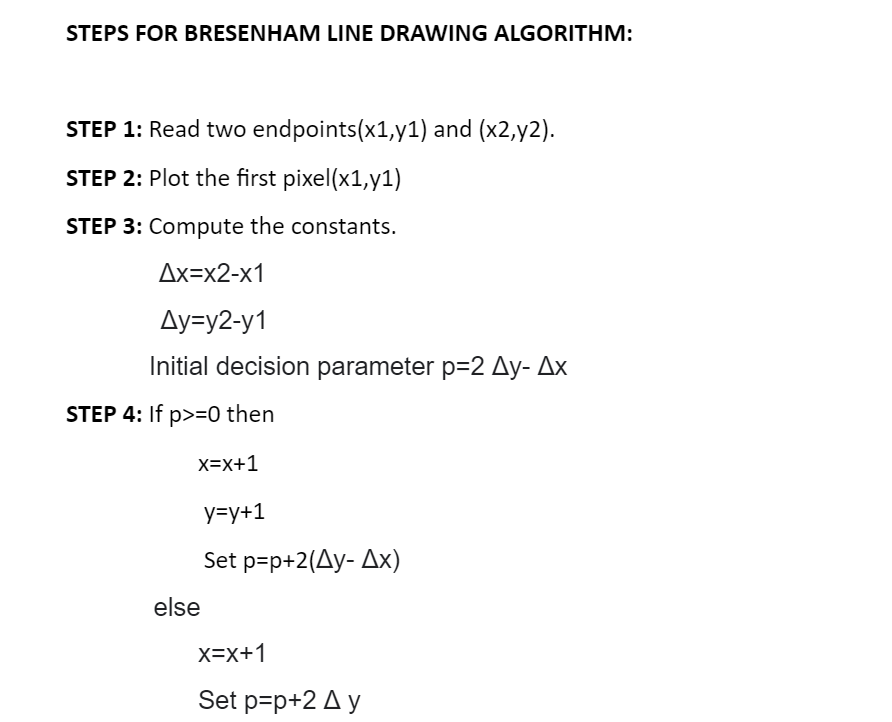 STEPS FOR BRESENHAM LINE DRAWING ALGORITHM:
STEP 1: Read two endpoints(x1,y1) and (x2,y2).
STEP 2: Plot the first pixel(x1,y1)
STEP 3: Compute the constants.
Δx=x2-x1
Δy=y2-y1
Initial decision parameter p=2 Δy- Δx
STEP 4: If p>=0 then
x=x+1
y=y+1
Set p=p+2(Δy- Δx)
else
x=x+1
Set p=p+2 Δ y